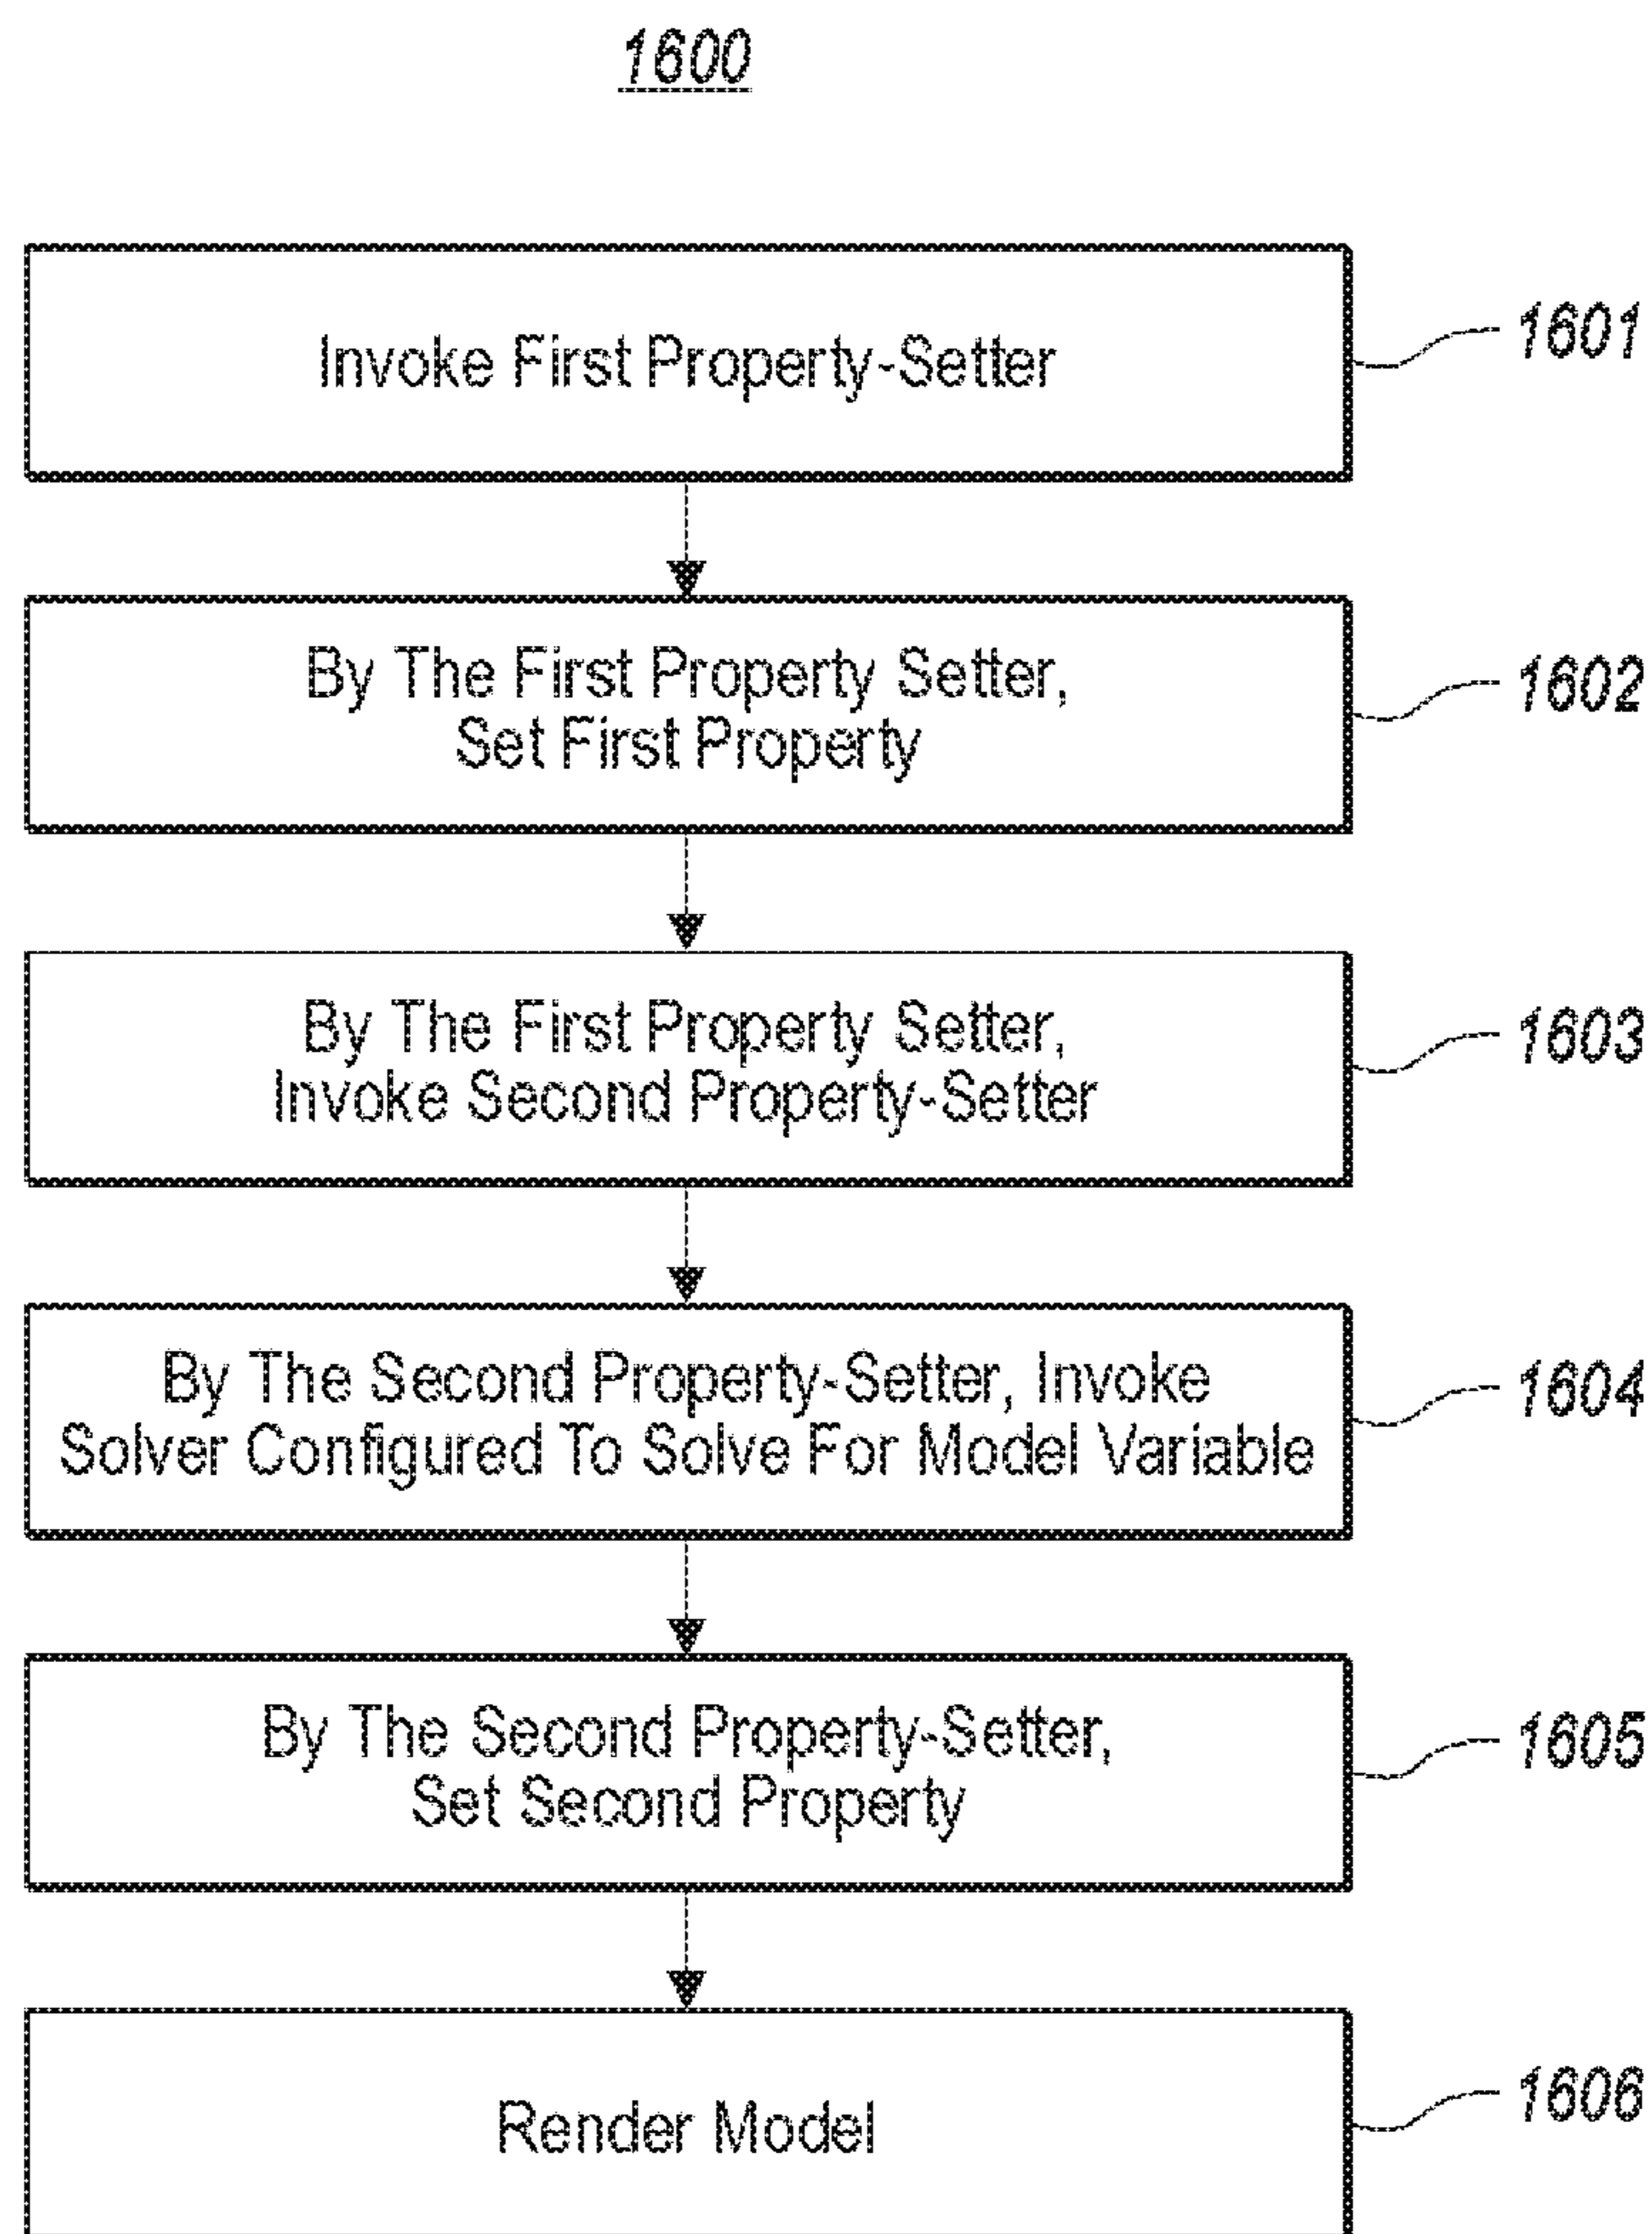 1600
Invoke First Property-Setter
1601
By The First Property Setter,
Set First Property
1602
By The First Property Setter,
Invoke Second Property-Setter
1603
By The Second Property-Setter, Invoke
Solver Configured To Solve For Model Variable
1604
By The Second Property-Setter,
Set Second Property
1605
Render Model
1606